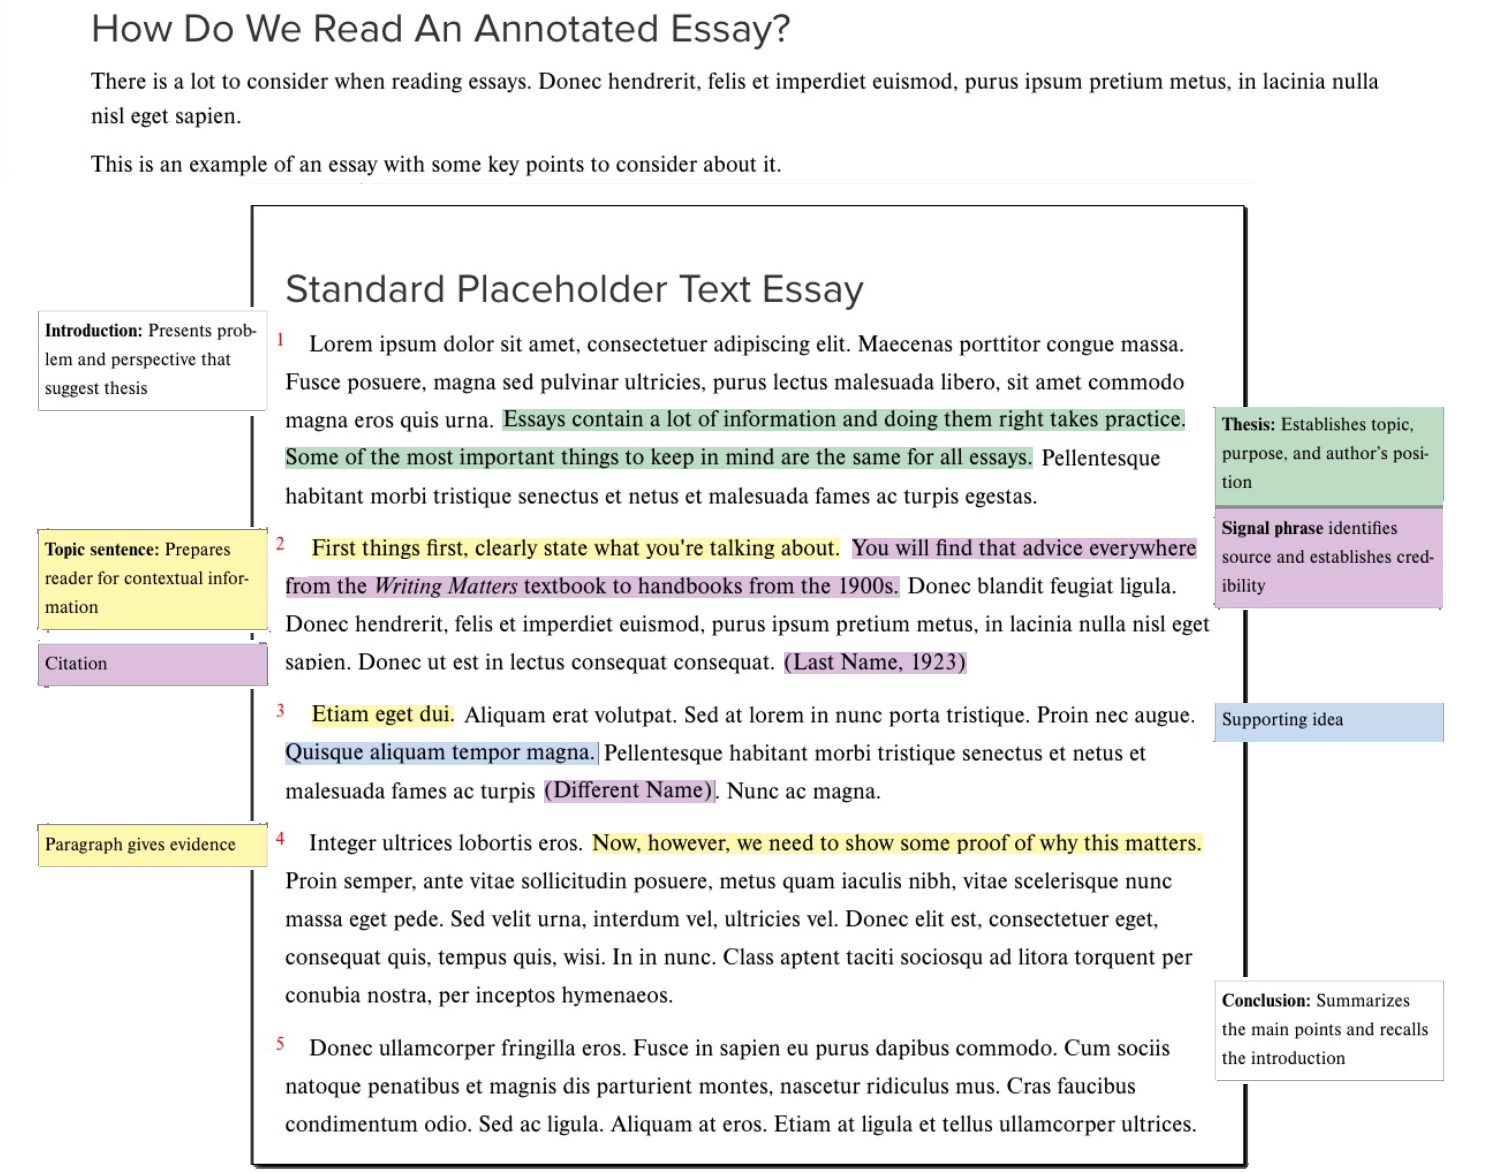 How Do We Read An Annotated Essay?
There is a lot to consider when reading essays. Donec hendrerit, felis et imperdiet euismod, purus ipsum pretium metus, in lacinia nulla
nisl eget sapien.
This is an example of an essay with some key points to consider about it.
Standard Placeholder Text Essay
Introduction: Presents prob-
lem and perspective that
suggest thesis
1 Lorem ipsum dolor sit amet, consectetuer adipiscing elit. Maecenas porttitor congue massa.
Fusce posuere, magna sed pulvinar ultricies, purus lectus malesuada libero, sit amet commodo
magna eros quis urna. Essays contain a lot of information and doing them right takes practice.
Some of the most important things to keep in mind are the same for all essays. Pellentesque
habitant morbi tristique senectus et netus et malesuada fames ac turpis egestas.
Thesis: Establishes topic,
purpose, and author's posi-
tion
Signal phrase identifies
source and establishes cred-
ibility
Topic sentence: Prepares
reader for contextual infor-
mation
Citation
2 First things first, clearly state what you're talking about. You will find that advice everywhere
from the Writing Matters textbook to handbooks from the 1900s. Donec blandit feugiat ligula.
Donec hendrerit, felis et imperdiet euismod, purus ipsum pretium metus, in lacinia nulla nisl eget
sapien. Donec ut est in lectus consequat consequat. (Last Name, 1923)
3 Etiam eget dui. Aliquam erat volutpat. Sed at lorem in nunc porta tristique. Proin nec augue.
Quisque aliquam tempor magna. Pellentesque habitant morbi tristique senectus et netus et
malesuada fames ac turpis (Different Name). Nunc ac magna.
Supporting idea
Paragraph gives evidence
4 Integer ultrices lobortis eros. Now, however, we need to show some proof of why this matters.
Proin semper, ante vitae sollicitudin posuere, metus quam iaculis nibh, vitae scelerisque nunc
massa eget pede. Sed velit urna, interdum vel, ultricies vel. Donec elit est, consectetuer eget,
consequat quis, tempus quis, wisi. In in nunc. Class aptent taciti sociosqu ad litora torquent per
conubia nostra, per inceptos hymenaeos.
Conclusion: Summarizes
the main points and recalls
the introduction
5 Donec ullamcorper fringilla eros. Fusce in sapien eu purus dapibus commodo. Cum sociis
natoque penatibus et magnis dis parturient montes, nascetur ridiculus mus. Cras faucibus
condimentum odio. Sed ac ligula. Aliquam at eros. Etiam at ligula et tellus ullamcorper ultrices.